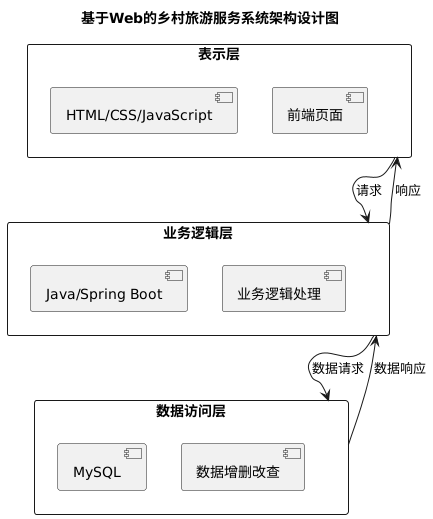 基于Web的乡村旅游服务系统架构设计图
表示层
HTML/CSS/JavaScript
前端页面
请求
响应
业务逻辑层
Java/Spring Boot
业务逻辑处理
数据请求
数据响应
数据访问层
MySQL
数据增删改查